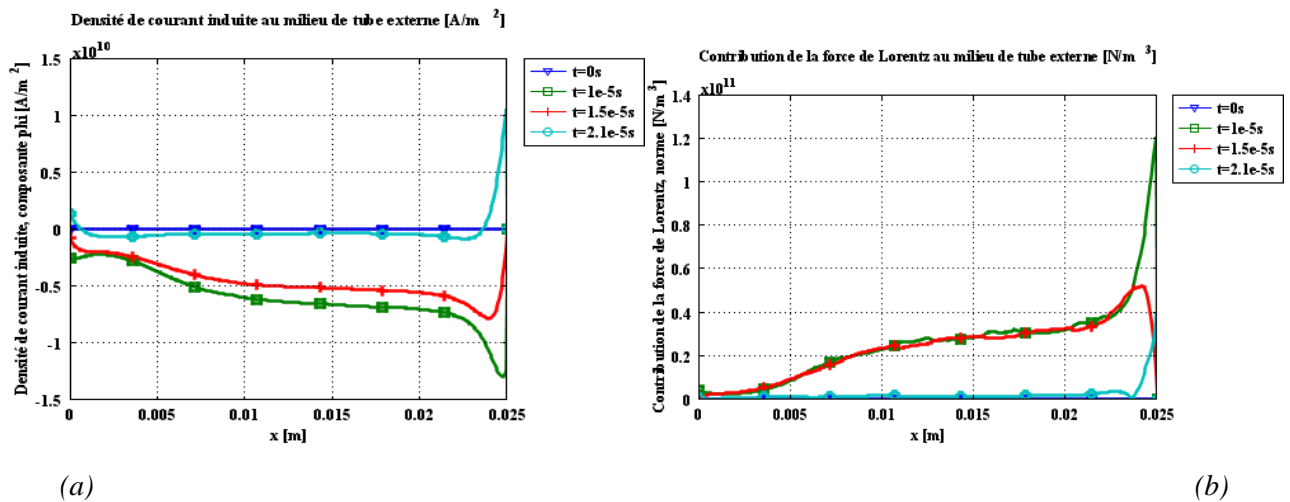 Densité de courant induite au milieu de tube externe [A/m 2]
x10^10
Densité de courant induite, composante phi [A/m^2]
1.5
1
0.5
0
-0.5
-1
-1.5
0
0.005
0.01
0.015
0.02
0.025
x [m]
t=0s
t=1e-5s
t=1.5e-5s
t=2.1e-5s
(a)
Contribution de la force de Lorentz au milieu de tube externe [N/m 3]
x10^11
Contribution de la force de Lorentz, norme [N/m^3]
1.4
1.2
1
0.8
0.6
0.4
0.2
0
0
0.005
0.01
0.015
0.02
0.025
x [m]
t=0s
t=1e-5s
t=1.5e-5s
t=2.1e-5s
(b)